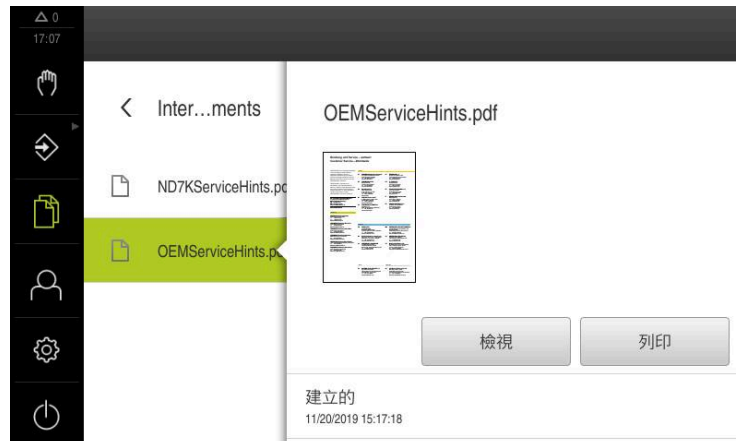 0
17:07
Inter…ments
OEMServiceHints.pdf
ND7KServiceHints.pd
OEMServiceHints.pd
檢視
列印
建立的
11/20/2019 15:17:18